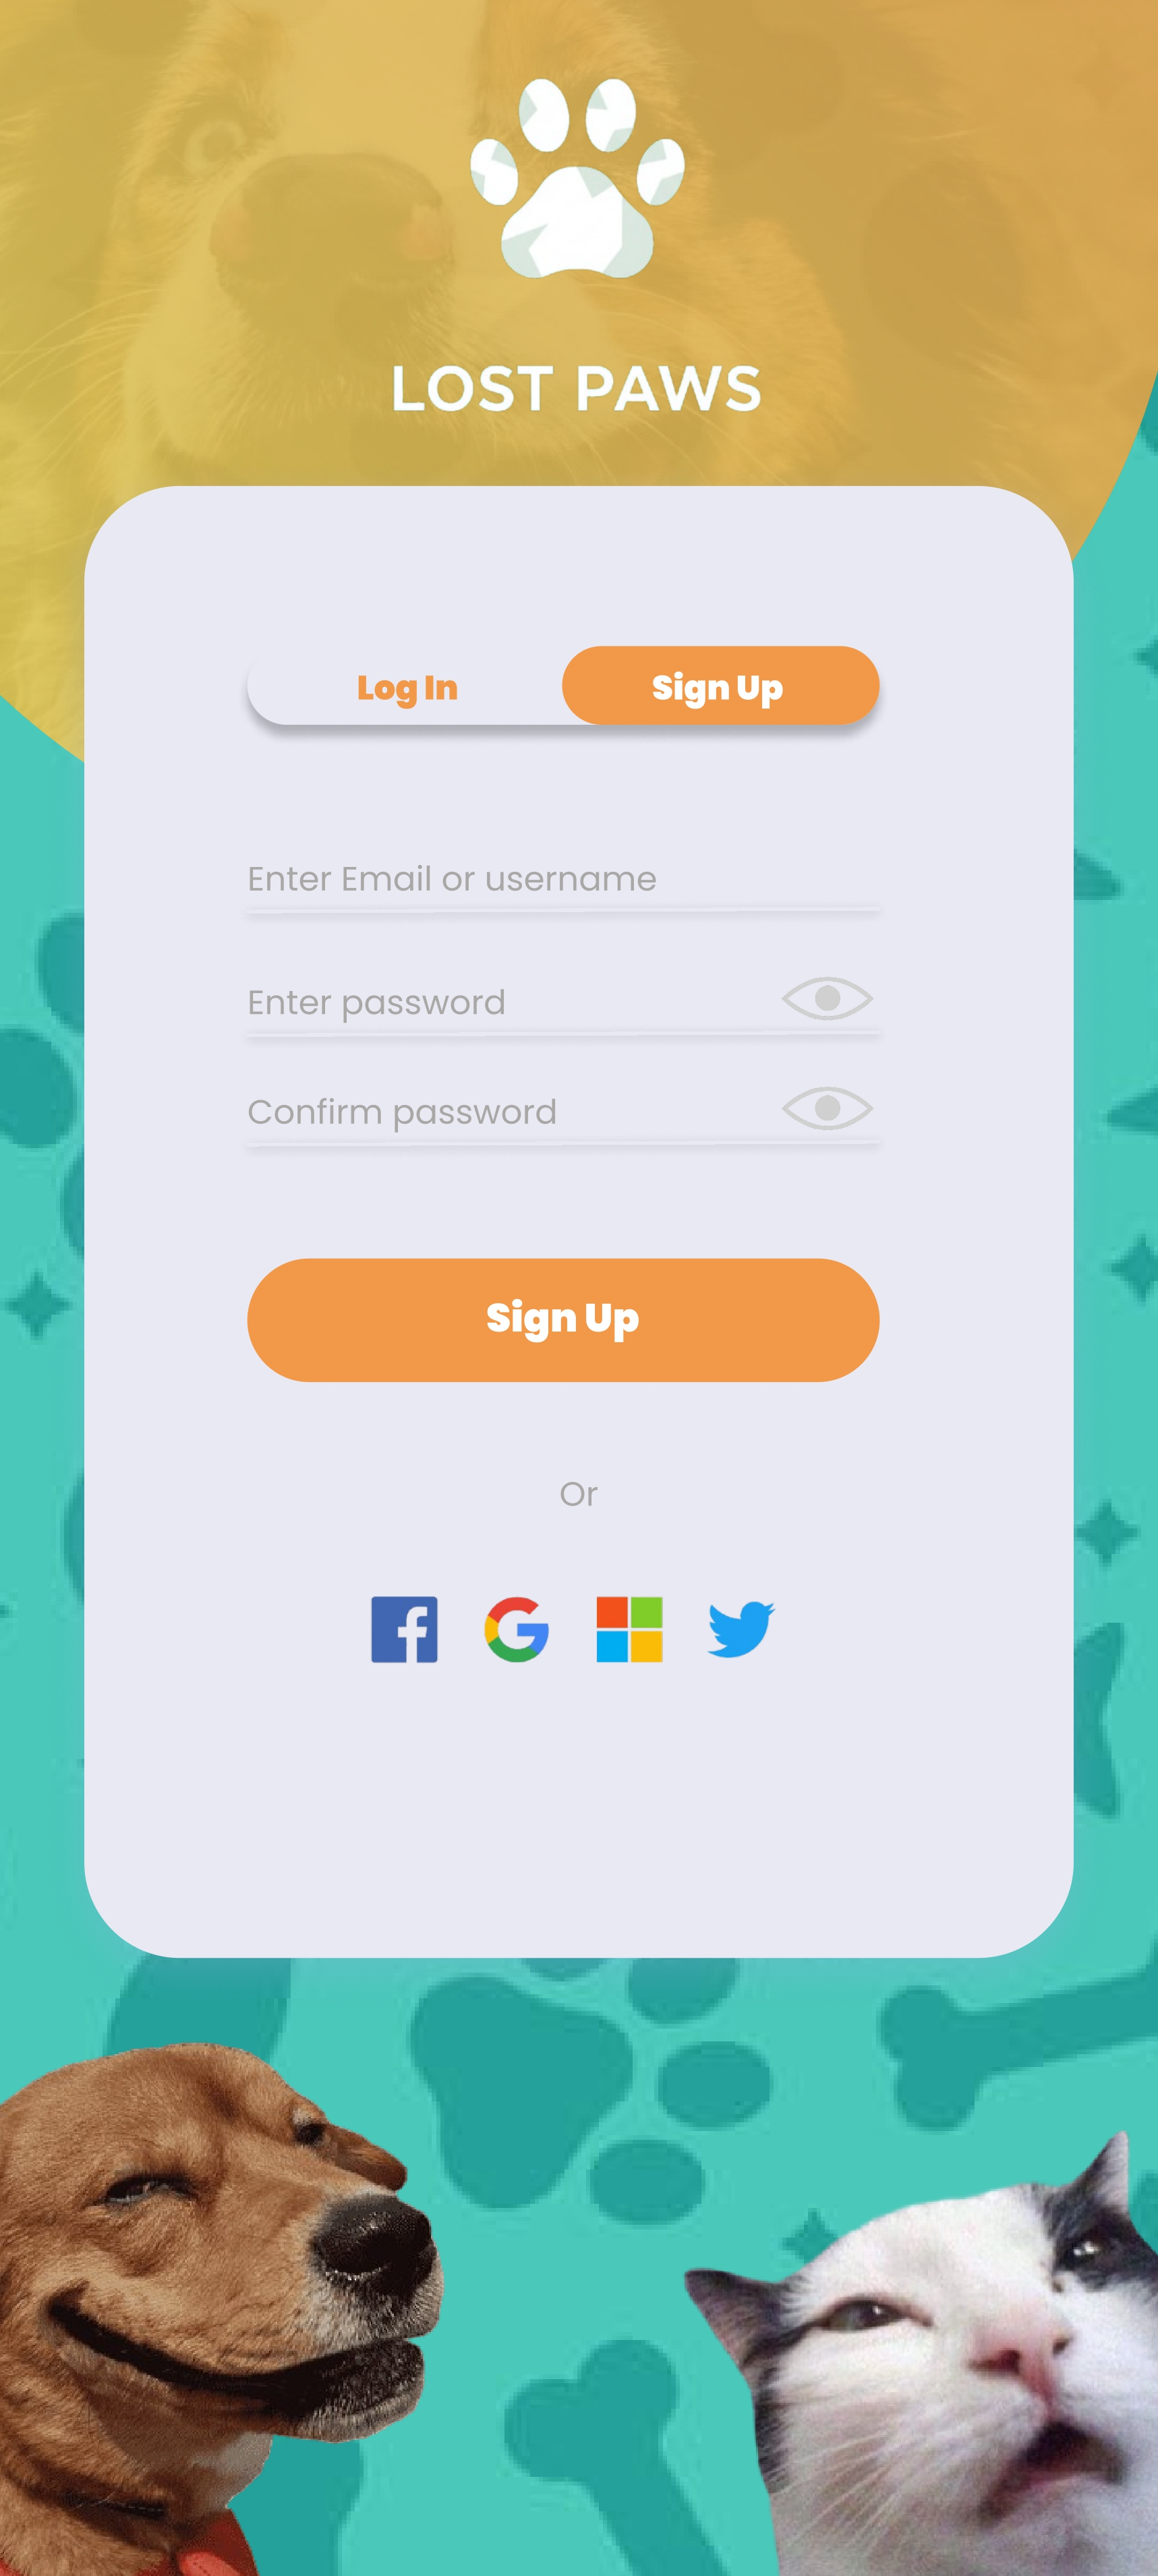 LOST PAWS
Log In
Sign Up
Enter Email or username
Enter password
Confirm password
Sign Up
Or